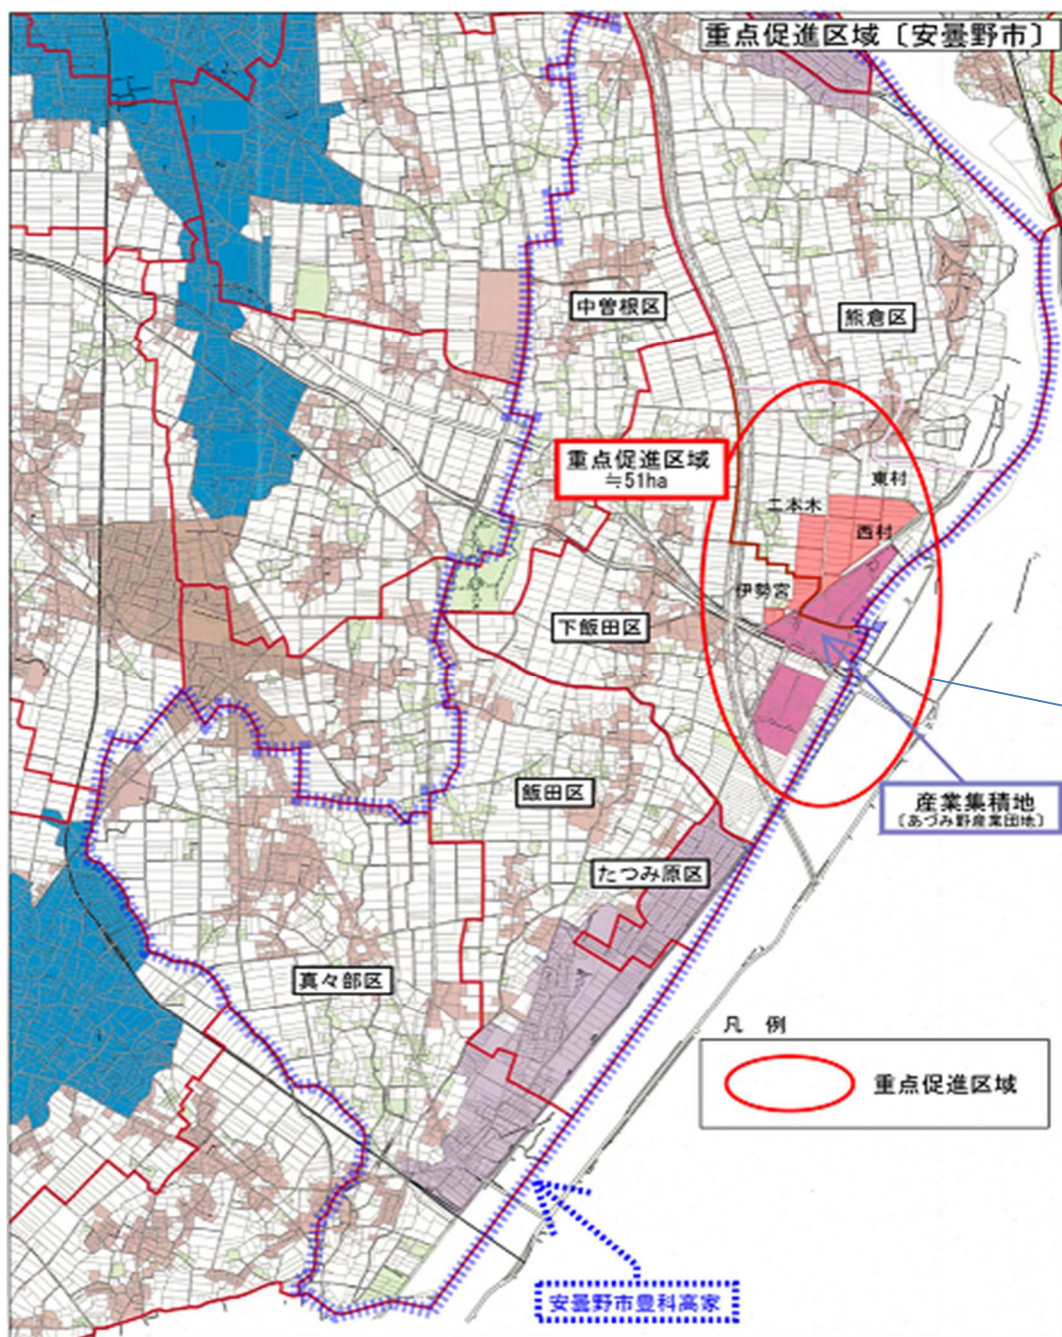 重点促進区域〔安曇野市〕
中曽根区
熊倉区
重点促進区域
≒51ha
東村
二本木
西村
伊勢宮
下飯田区
飯田区
産業集積地
〔あづみ野産業団地〕
たつみ原区
真々部区
凡 例
重点促進区域
安曇野市豊科高家